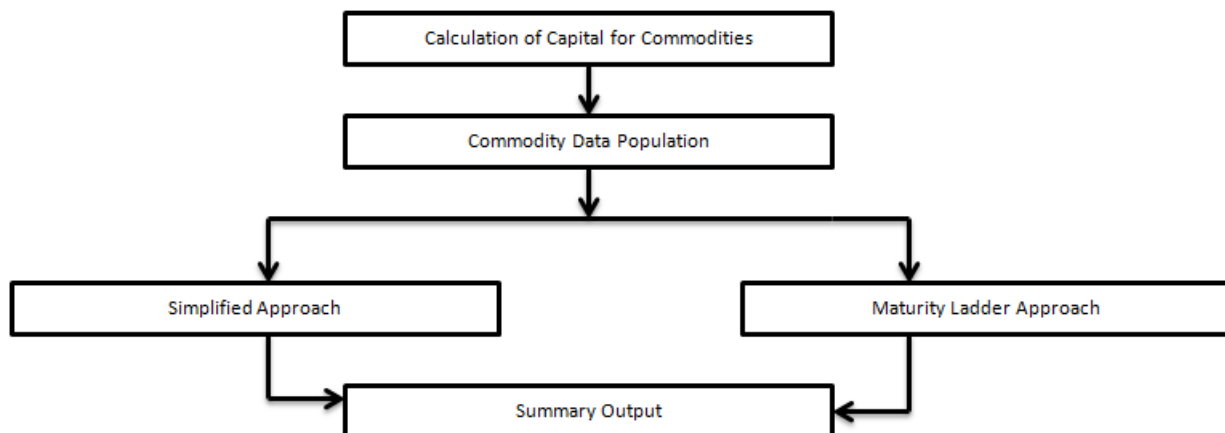 Calculation of Capital for Commodities
Commodity Data Population
Simplified Approach
Maturity Ladder Approach
Summary Output